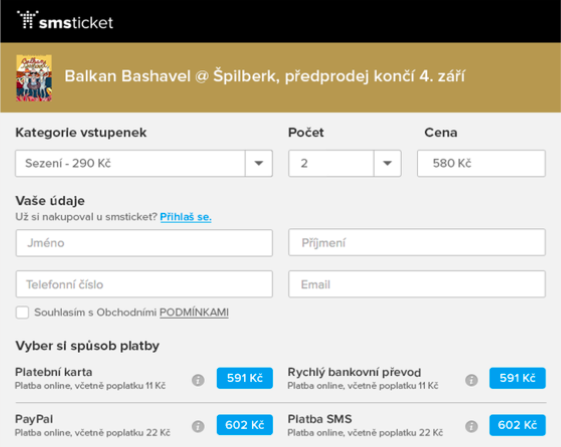 smsticket
Balkan Bashavel @ Špilberk, předprodej končí 4. září
Kategorie vstupenek Počet Cena
Sezení - 290 Kč 2 580 Kč
Vaše údaje
Už si nakupoval u smsticket? Přihlaš se.
Jméno Příjmení
Telefonní číslo Email
Souhlasím s Obchodními PODMÍNKAMI
Vyber si spùsob platby
Platební karta 591 Kč Rychlý bankovní převod 591 Kč
Platba online, včetně poplatku 11 Kč Platba online, včetně poplatku 11 Kč
PayPal 602 Kč Platba SMS 602 Kč
Platba online, včetně poplatku 22 Kč Platba online, včetně poplatku 22 Kč